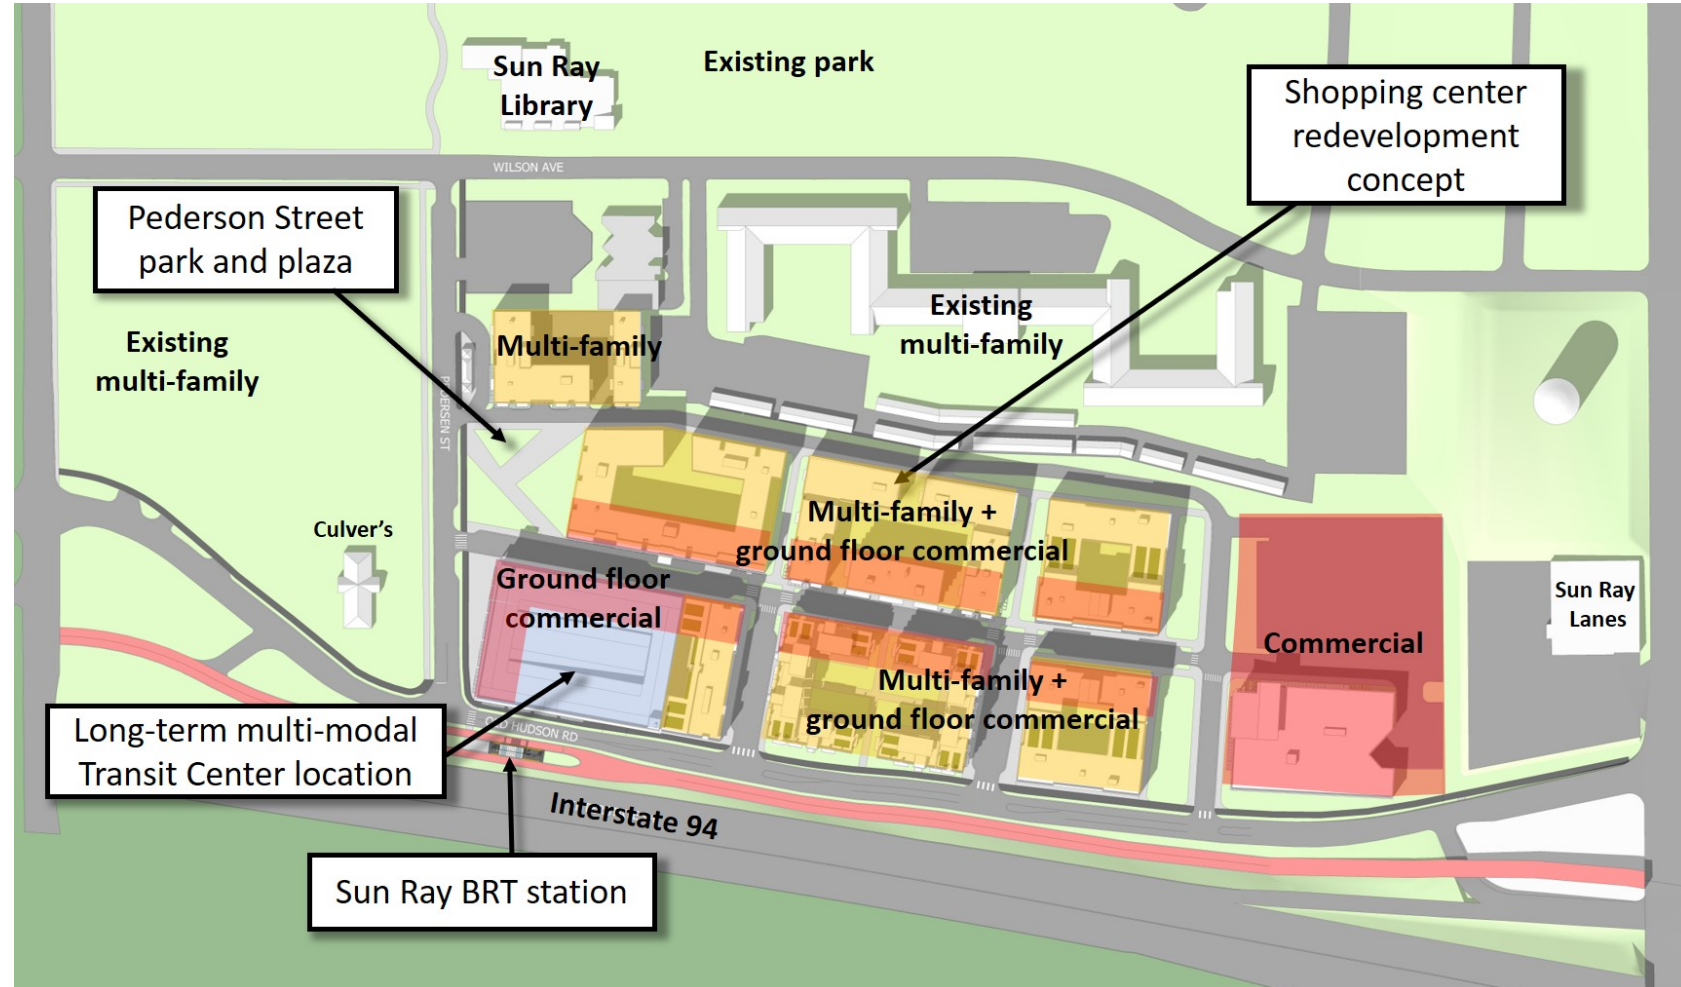 Sun Ray
Library
Existing park
Shopping center
redevelopment
concept
WILSON AVE
Pederson Street
park and plaza
Existing
multi-family
Existing
multi-family
Multi-family
PEDERSEN ST
Multi-family +
ground floor commercial
Culver's
Ground floor
commercial
Sun Ray
Lanes
Commercial
Multi-family +
ground floor commercial
Long-term multi-modal
Transit Center location
OLD HUDSON RD
Interstate 94
Sun Ray BRT station